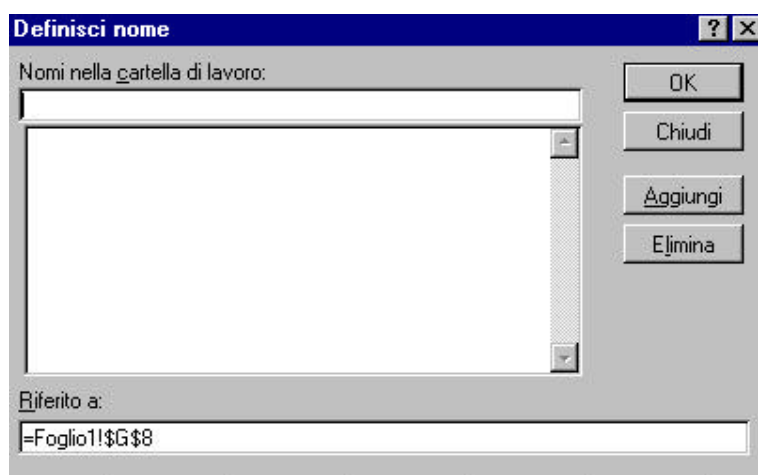 Definisci nome
Nomi nella cartella di lavoro:
OK
Chiudi
Aggiungi
Elimina
Riferito a:
=Foglio1!$G$8